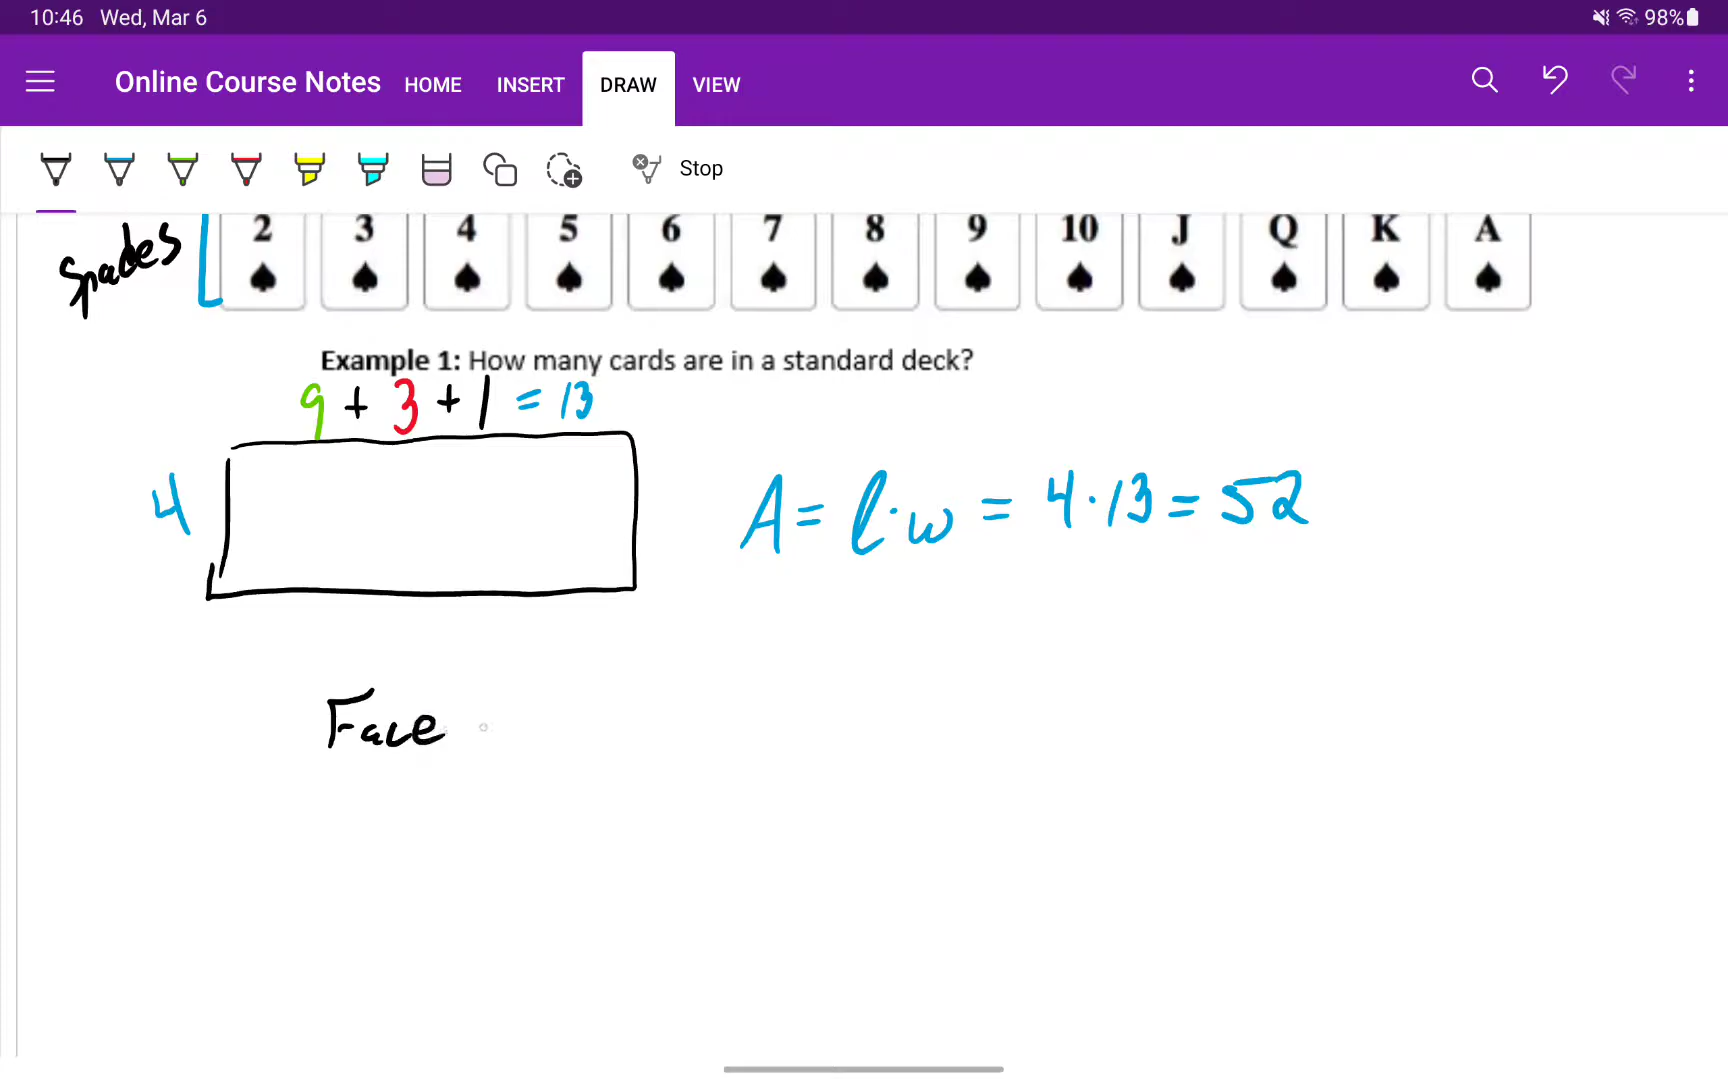 10:46 Wed, Mar 6 98%
Online Course Notes HOME INSERT DRAW VIEW
Stop
Spades 2 3 4 5 6 7 8 9 10 J Q K A
Example 1: How many cards are in a standard deck?
9 + 3 + 1 = 13
4 A = l · w = 4 · 13 = 52
Face